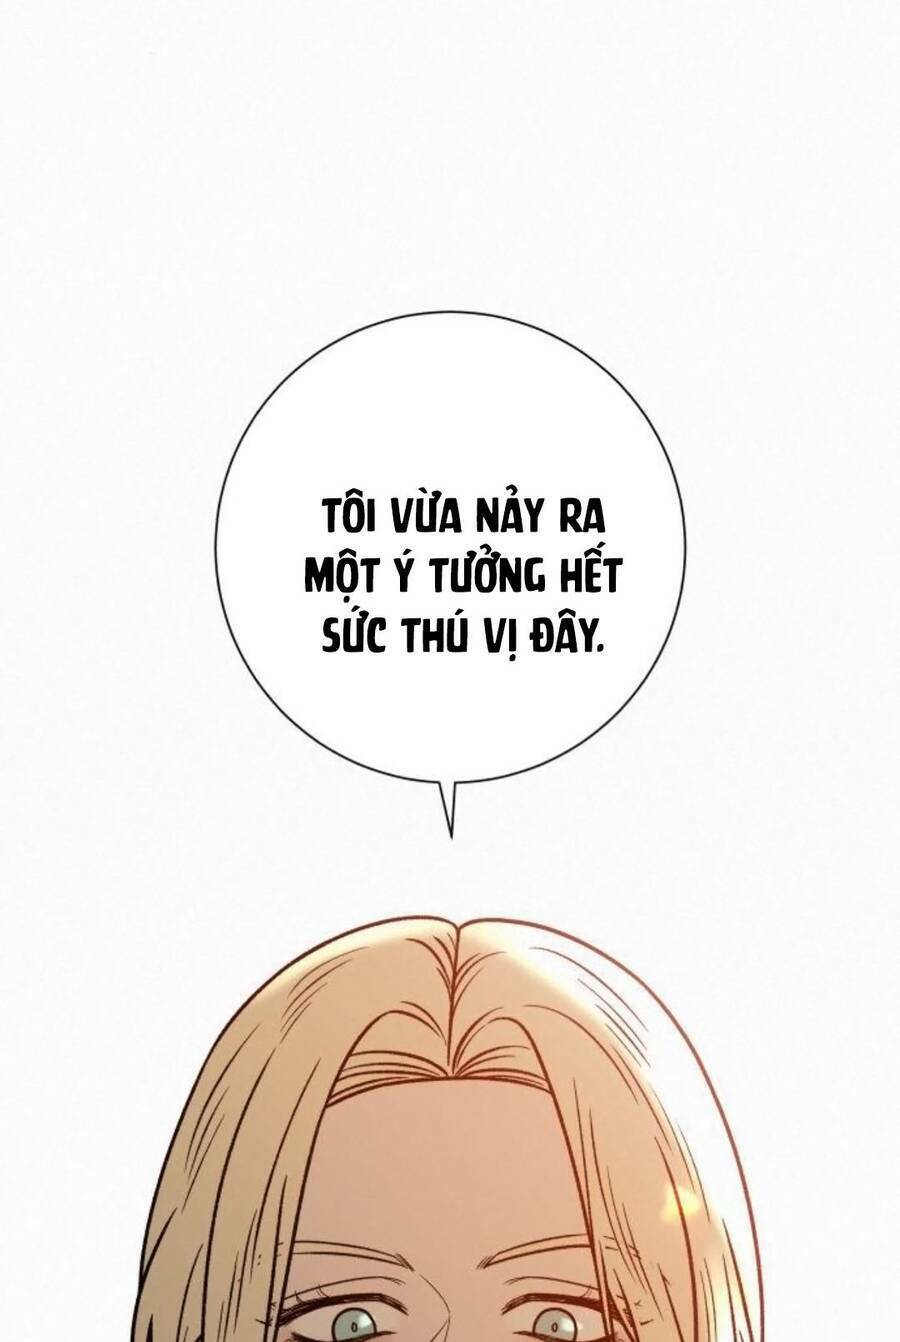 TÔI VỪA NẢY RA
MỘT Ý TƯỞNG HẾT
SỨC THÚ VỊ ĐÂY.